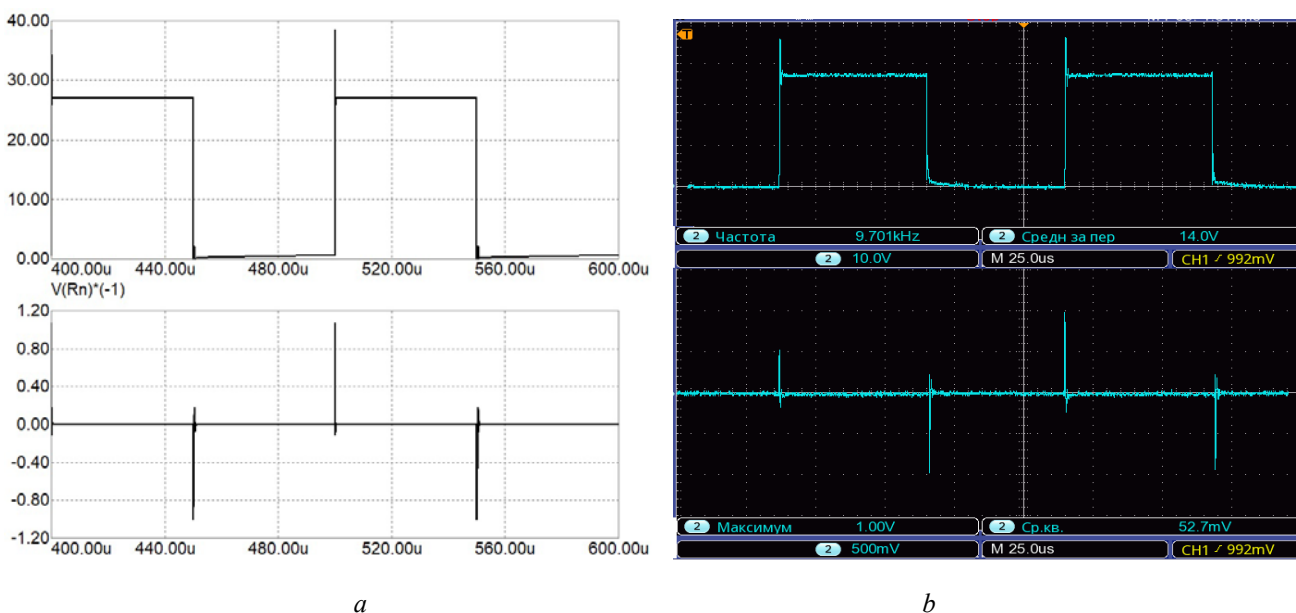 40.00
30.00
20.00
10.00
0.00
400.00u 440.00u 480.00u 520.00u 560.00u 600.00u
V(Rn)*(-1)
1.20
0.80
0.40
0.00
-0.40
-0.80
-1.20
400.00u 440.00u 480.00u 520.00u 560.00u 600.00u
T
2 Частота 9.701kHz 2 Средн за пер 14.0V
2 10.0V M 25.0us CH1 992mV
2 Максимум 1.00V 2 Ср.кв. 52.7mV
2 500mV M 25.0us CH1 992mV
a b